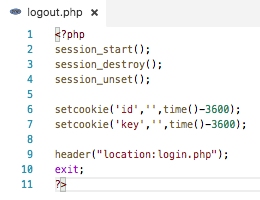 logout.php ×
1 <?php
2 session_start();
3 session_destroy();
4 session_unset();
5
6 setcookie('id','',time()-3600);
7 setcookie('key','',time()-3600);
8
9 header("location:login.php");
10 exit;
11 ?>